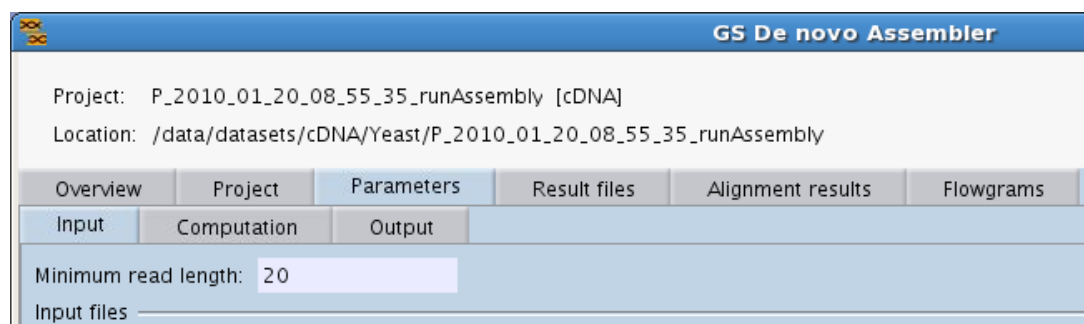 GS De novo Assembler
Project: P_2010_01_20_08_55_35_runAssembly [cDNA]
Location: /data/datasets/cDNA/Yeast/P_2010_01_20_08_55_35_runAssembly
Overview Project Parameters Result files Alignment results Flowgrams
Input Computation Output
Minimum read length: 20
Input files